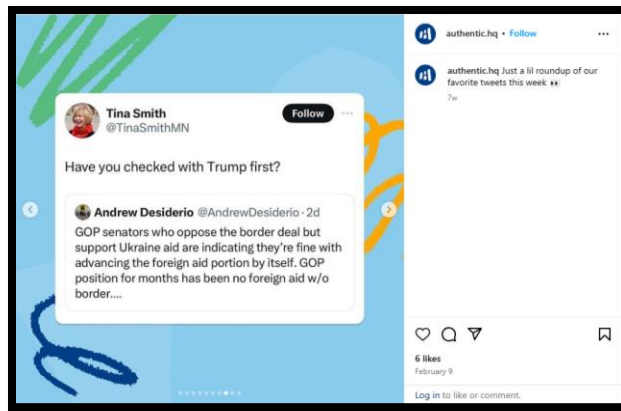 Tina Smith
@TinaSmithMN
Follow
Have you checked with Trump first?
Andrew Desiderio @AndrewDesiderio · 2d
GOP senators who oppose the border deal but
support Ukraine aid are indicating they're fine with
advancing the foreign aid portion by itself. GOP
position for months has been no foreign aid w/o
border....
authentic.hq • Follow
authentic.hq Just a lil roundup of our
favorite tweets this week 👀
7w
6 likes
February 9
Log in to like or comment.